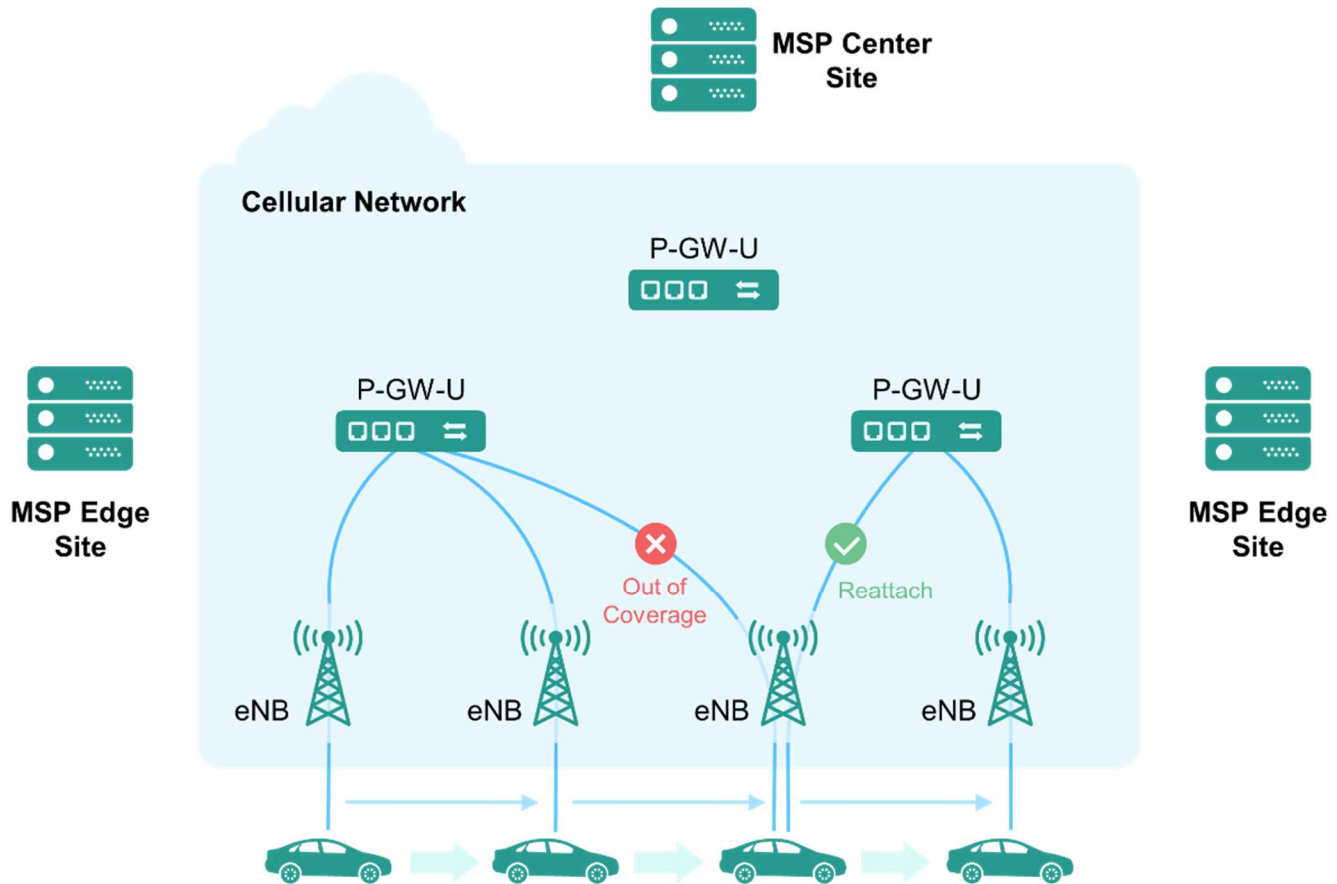 MSP Center
Site
Cellular Network
P-GW-U
P-GW-U
P-GW-U
MSP Edge
Site
MSP Edge
Site
Out of
Coverage
Reattach
eNB
eNB
eNB
eNB